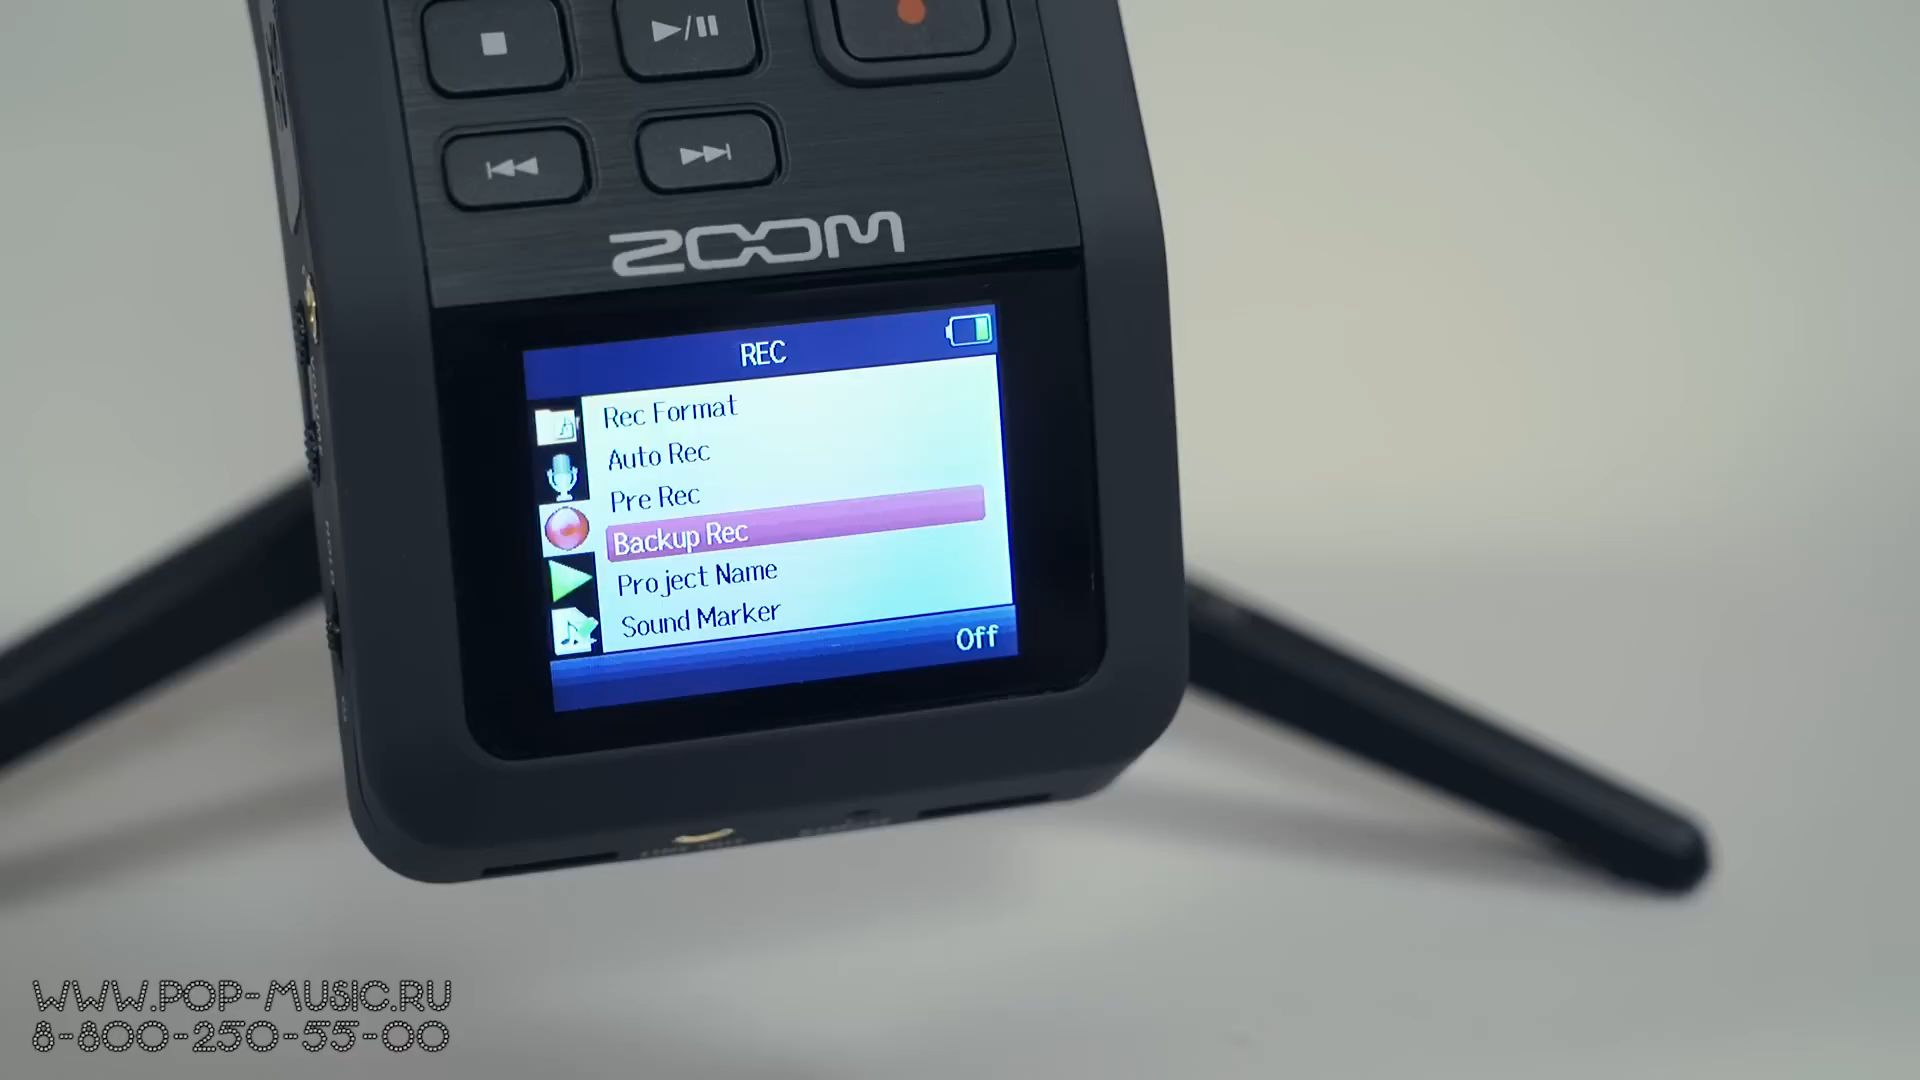 ZOOM
REC
Rec Format
Auto Rec
Pre Rec
Backup Rec
Project Name
Sound Marker
Off
WWW.POP-MUSIC.RU
8-800-250-55-00